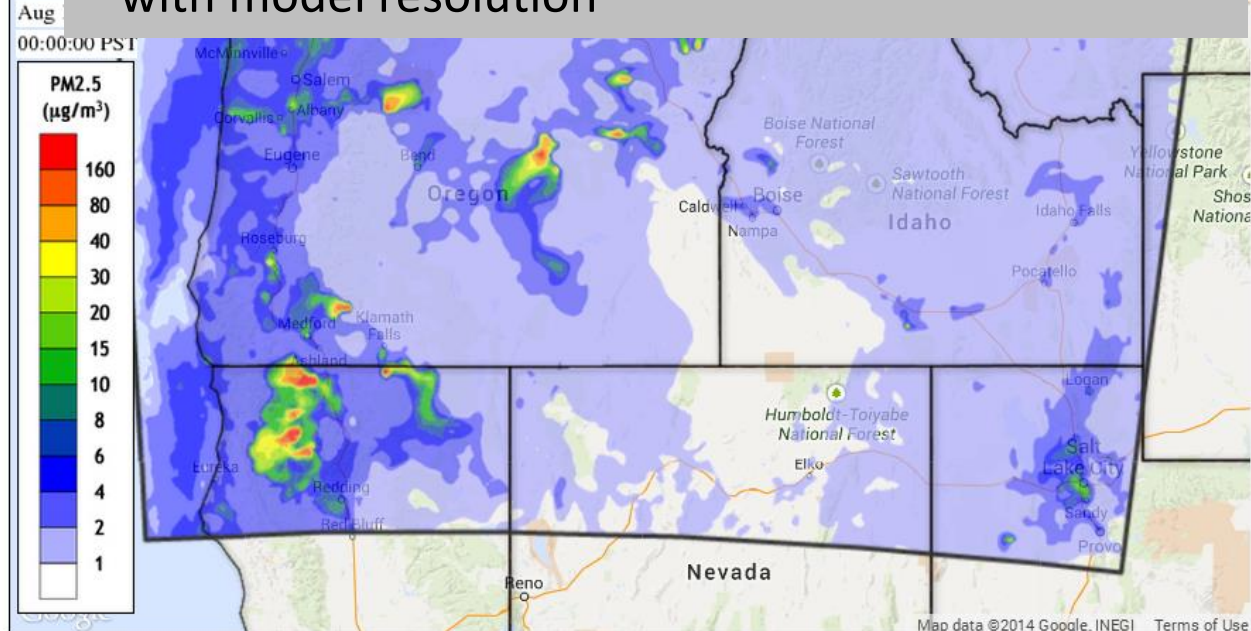 with model resolution
Aug
00:00:00 PST
PM2.5
(µg/m³)
160
80
40
30
20
15
10
8
6
4
2
1
McMinnville
Salem
Albany
Corvallis
Eugene
Bend
Oregon
Roseburg
Medford
Klamath
Falls
Ashland
Boise National
Forest
Sawtooth
National Forest
Caldwell
Boise
Nampa
Idaho
Idaho Falls
Pocatello
Yellowstone
National Park
Shos
Nationa
Humboldt-Toiyabe
National Forest
Elko
Logan
Salt
Lake City
Sandy
Provo
Eureka
Redding
Red Bluff
Reno
Nevada
Google
Map data ©2014 Google, INEGI Terms of Use